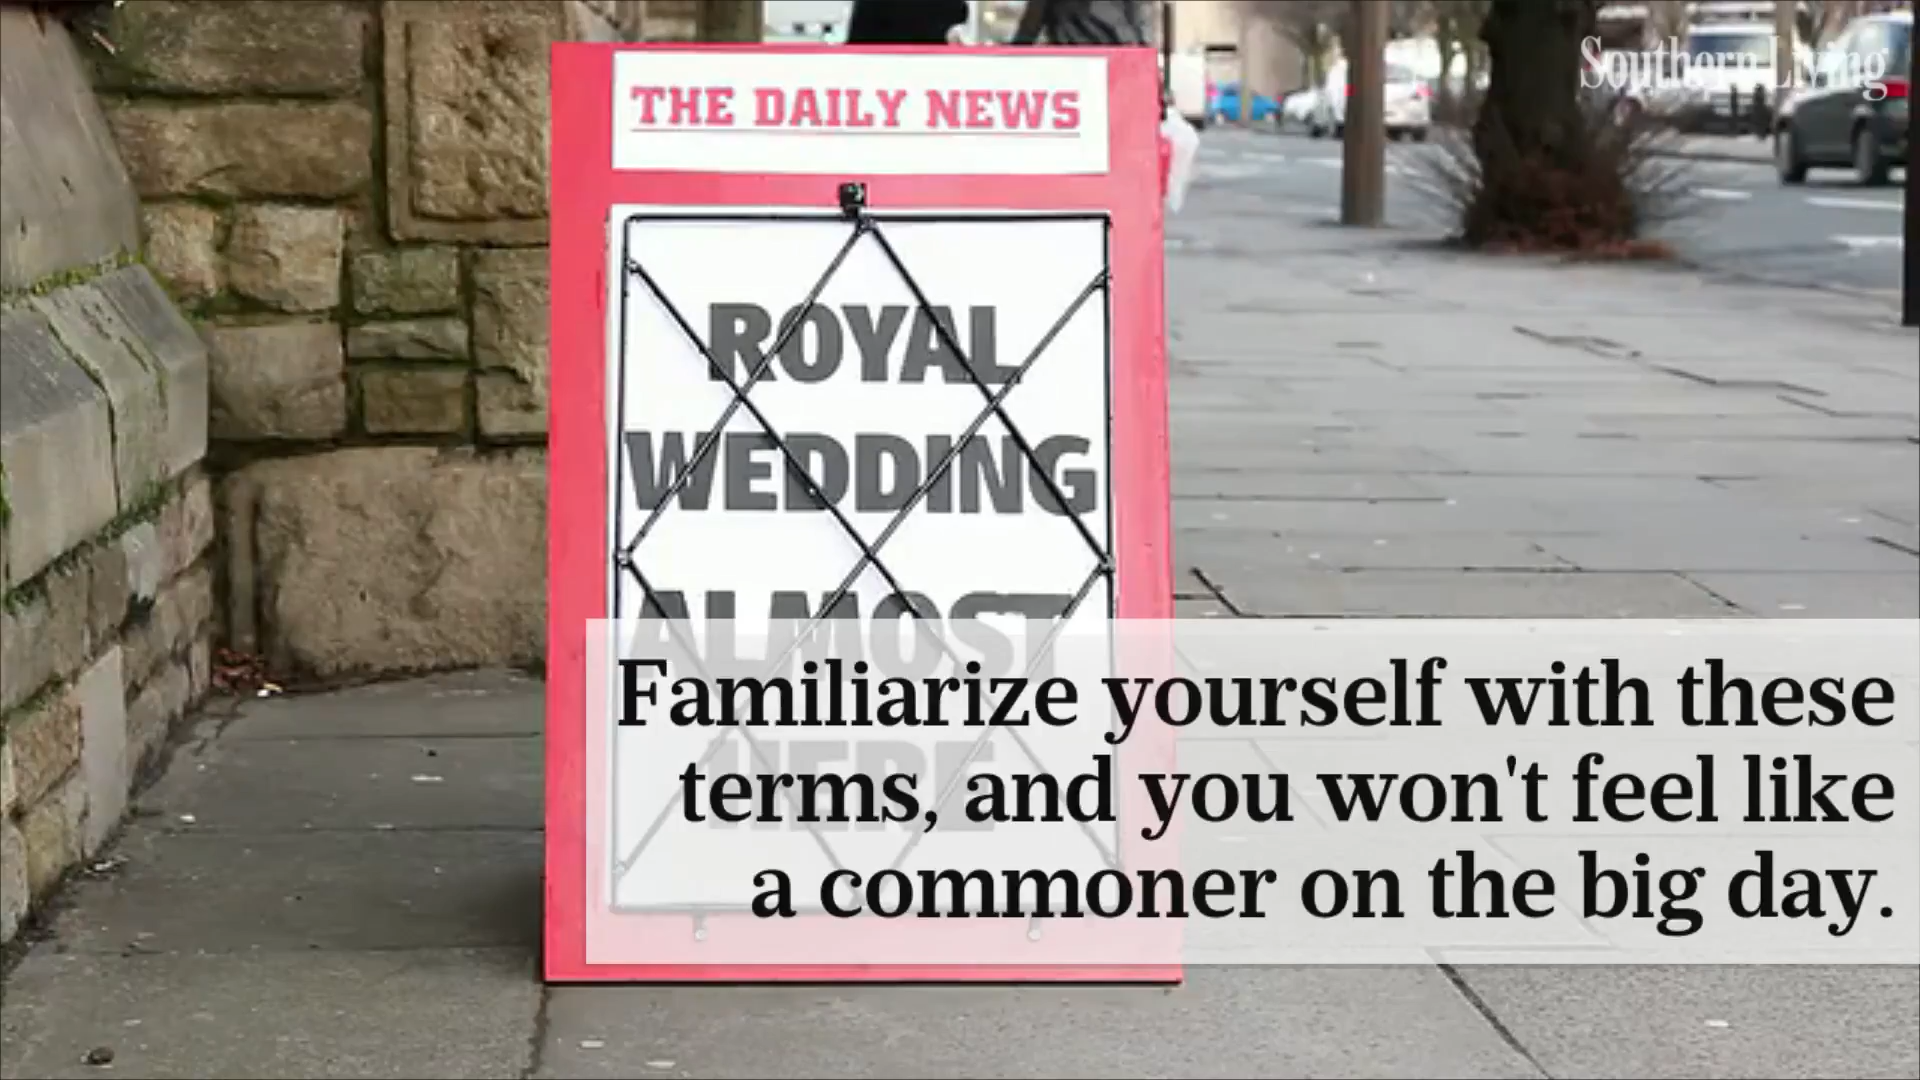 Southern Living
THE DAILY NEWS
ROYAL
WEDDING
ALMOST
HERE
Familiarize yourself with these
terms, and you won't feel like
a commoner on the big day.